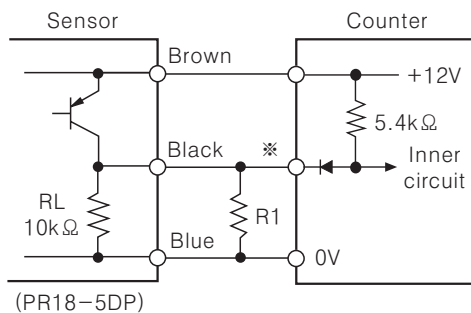 Sensor
Counter
Brown
+12V
5.4kΩ
Black
※
Inner
circuit
RL
10kΩ
R1
Blue
0V
(PR18-5DP)